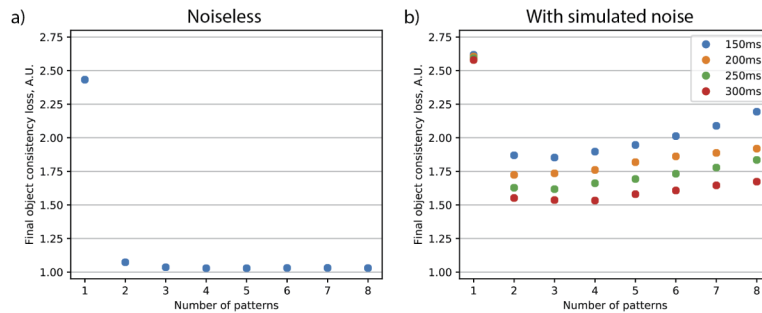 a)
Noiseless
2.75
2.50
2.25
2.00
1.75
1.50
1.25
1.00
Final object consistency loss, A.U.
1 2 3 4 5 6 7 8
Number of patterns
b)
With simulated noise
2.75
2.50
2.25
2.00
1.75
1.50
1.25
1.00
Final object consistency loss, A.U.
150ms
200ms
250ms
300ms
1 2 3 4 5 6 7 8
Number of patterns